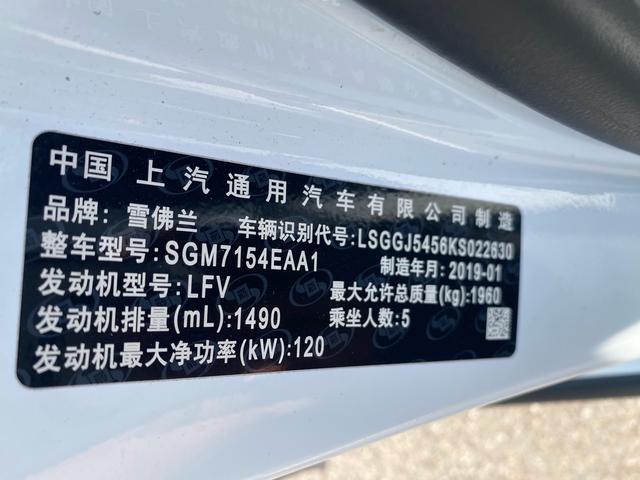 中国 上汽通用汽车有限公司制造
品牌: 雪佛兰 车辆识别代号: LSGGJ5456KS022630
整车型号: SGM7154EAA1 制造年月: 2019-01
发动机型号: LFV 最大允许总质量(kg): 1960
发动机排量(mL): 1490 乘坐人数: 5
发动机最大净功率(kW): 120